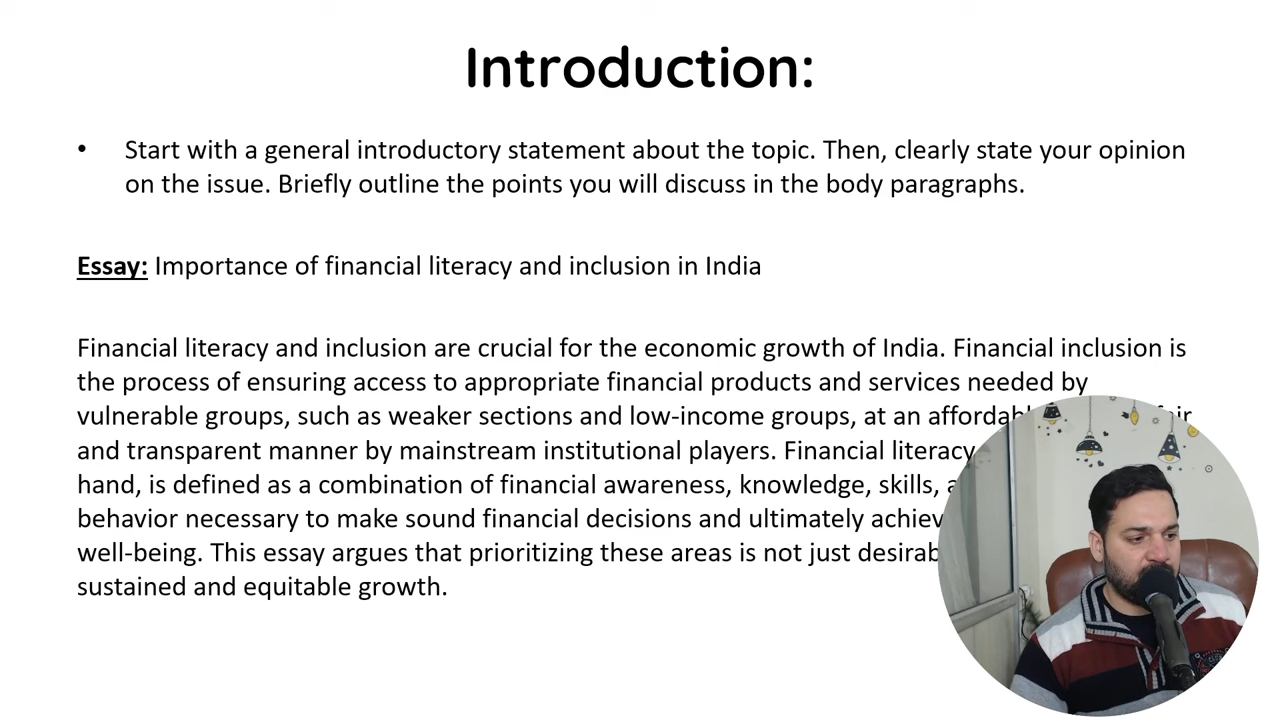 Introduction:
• Start with a general introductory statement about the topic. Then, clearly state your opinion
on the issue. Briefly outline the points you will discuss in the body paragraphs.
Essay: Importance of financial literacy and inclusion in India
Financial literacy and inclusion are crucial for the economic growth of India. Financial inclusion is
the process of ensuring access to appropriate financial products and services needed by
vulnerable groups, such as weaker sections and low-income groups, at an
and transparent manner by mainstream institutional players. Financial literacy
hand, is defined as a combination of financial awareness, knowledge, skills,
behavior necessary to make sound financial decisions and ultimately
well-being. This essay argues that prioritizing these areas is not just
sustained and equitable growth.